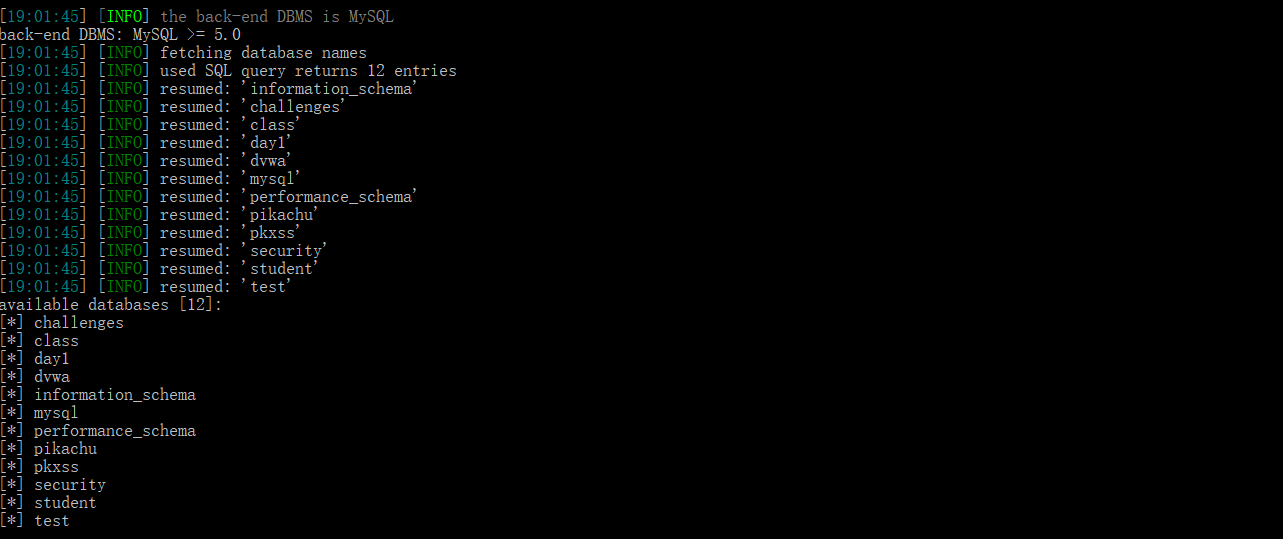 [19:01:45] [INFO] the back-end DBMS is MySQL
back-end DBMS: MySQL >= 5.0
[19:01:45] [INFO] fetching database names
[19:01:45] [INFO] used SQL query returns 12 entries
[19:01:45] [INFO] resumed: 'information_schema'
[19:01:45] [INFO] resumed: 'challenges'
[19:01:45] [INFO] resumed: 'class'
[19:01:45] [INFO] resumed: 'day1'
[19:01:45] [INFO] resumed: 'dvwa'
[19:01:45] [INFO] resumed: 'mysql'
[19:01:45] [INFO] resumed: 'performance_schema'
[19:01:45] [INFO] resumed: 'pikachu'
[19:01:45] [INFO] resumed: 'pkxss'
[19:01:45] [INFO] resumed: 'security'
[19:01:45] [INFO] resumed: 'student'
[19:01:45] [INFO] resumed: 'test'
available databases [12]:
[*] challenges
[*] class
[*] day1
[*] dvwa
[*] information_schema
[*] mysql
[*] performance_schema
[*] pikachu
[*] pkxss
[*] security
[*] student
[*] test